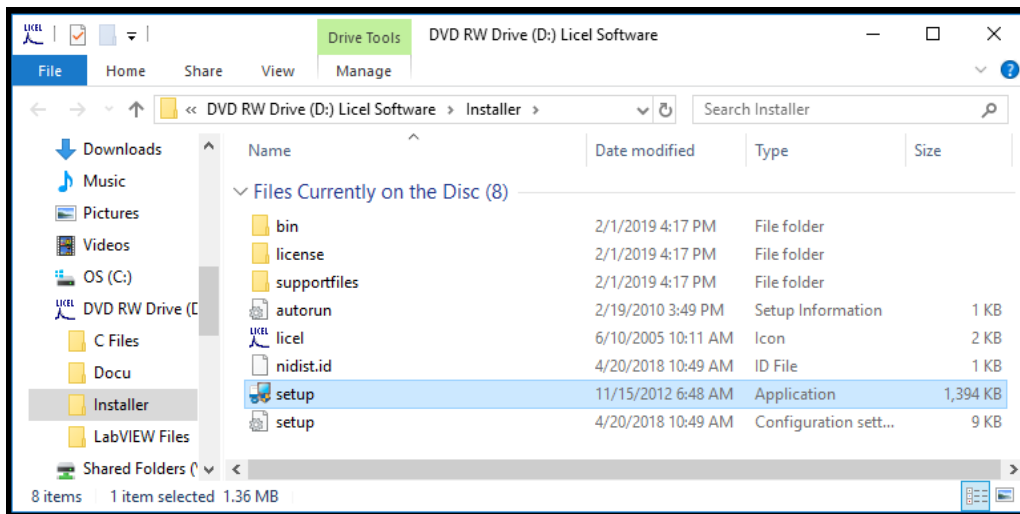 LICEL
Drive Tools
DVD RW Drive (D:) Licel Software
File
Home
Share
View
Manage
?
« DVD RW Drive (D:) Licel Software > Installer >
Search Installer
Downloads
Music
Pictures
Videos
OS (C:)
LICEL
DVD RW Drive (D
C Files
Docu
Installer
LabVIEW Files
Shared Folders (
Name
Date modified
Type
Size
Files Currently on the Disc (8)
bin 2/1/2019 4:17 PM File folder
license 2/1/2019 4:17 PM File folder
supportfiles 2/1/2019 4:17 PM File folder
autorun 2/19/2010 3:49 PM Setup Information 1 KB
LICEL
licel 6/10/2005 10:11 AM Icon 2 KB
nidist.id 4/20/2018 10:49 AM ID File 1 KB
setup 11/15/2012 6:48 AM Application 1,394 KB
setup 4/20/2018 10:49 AM Configuration sett... 9 KB
8 items
1 item selected 1.36 MB